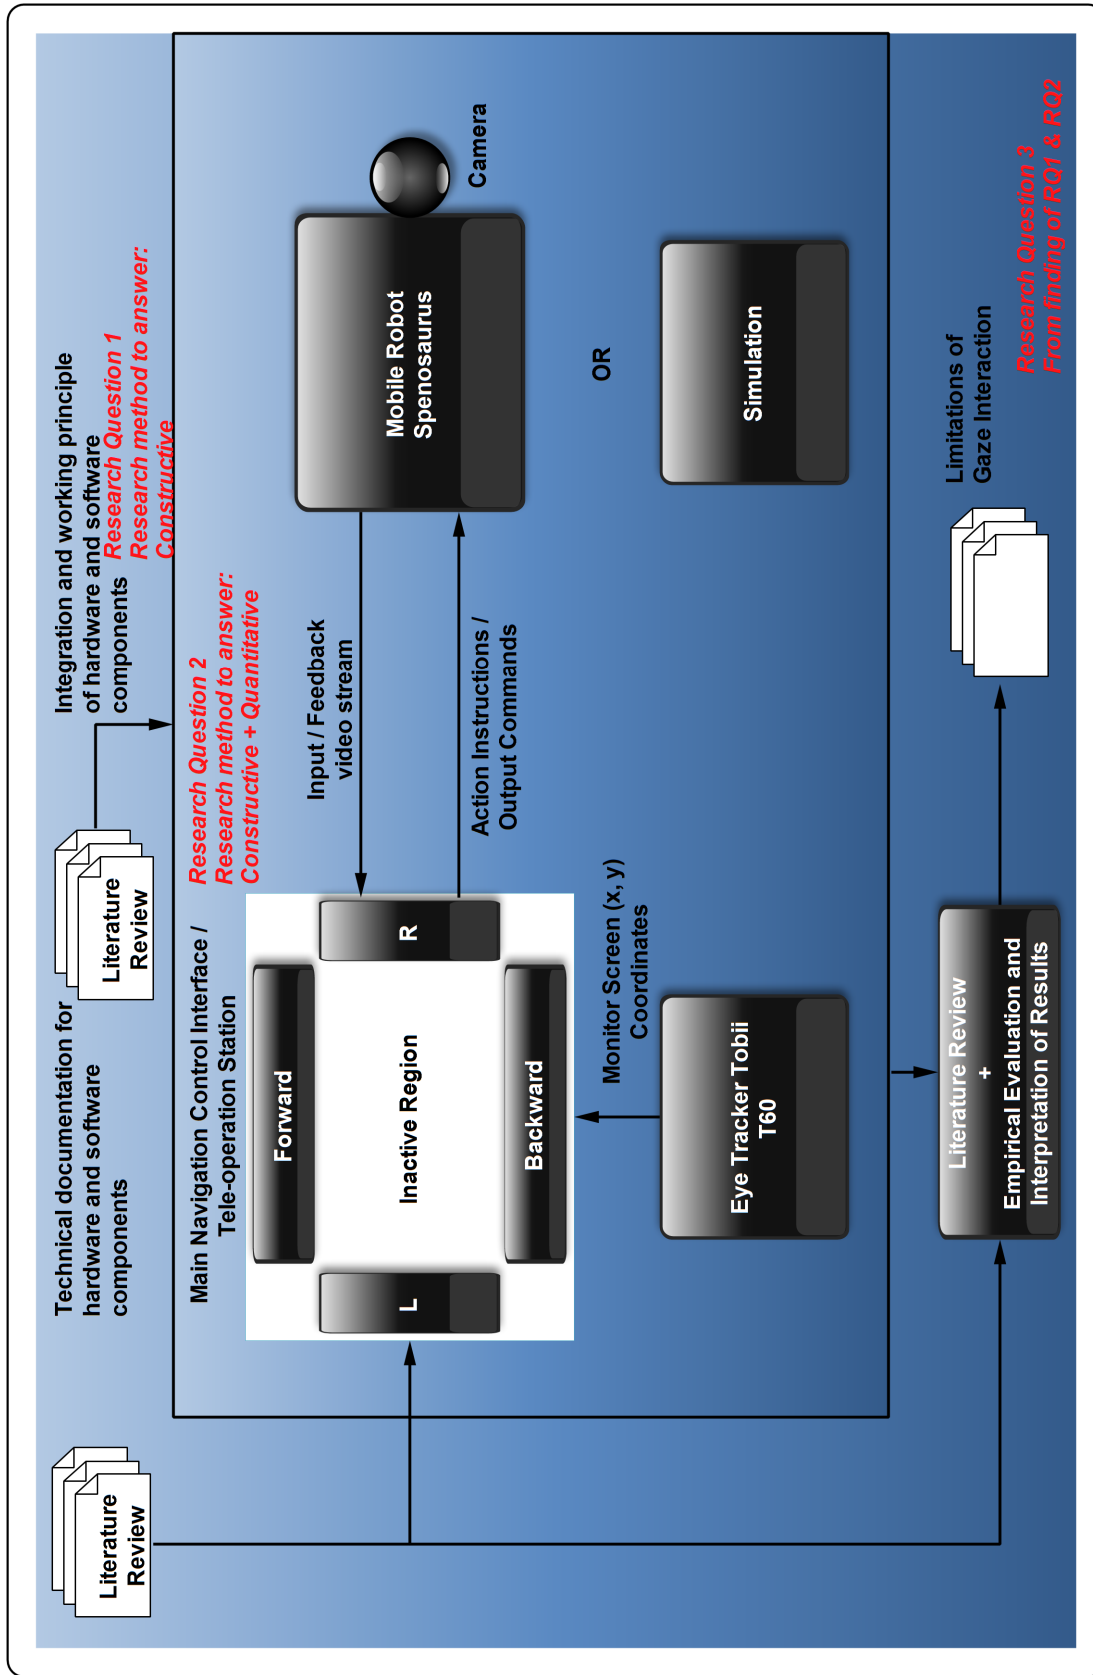 Literature
Review
Technical documentation for
hardware and software
components
Literature
Review
Integration and working principle
of hardware and software
components
Research Question 1
Research method to answer:
Constructive
Main Navigation Control Interface /
Tele-operation Station
Research Question 2
Research method to answer:
Constructive + Quantitative
Forward
L
Inactive Region
R
Backward
Input / Feedback
video stream
Action Instructions /
Output Commands
Mobile Robot
Spenosaurus
Camera
OR
Monitor Screen (x, y)
Coordinates
Eye Tracker Tobii
T60
Simulation
Literature Review
+
Empirical Evaluation and
Interpretation of Results
Limitations of
Gaze Interaction
Research Question 3
From finding of RQ1 & RQ2